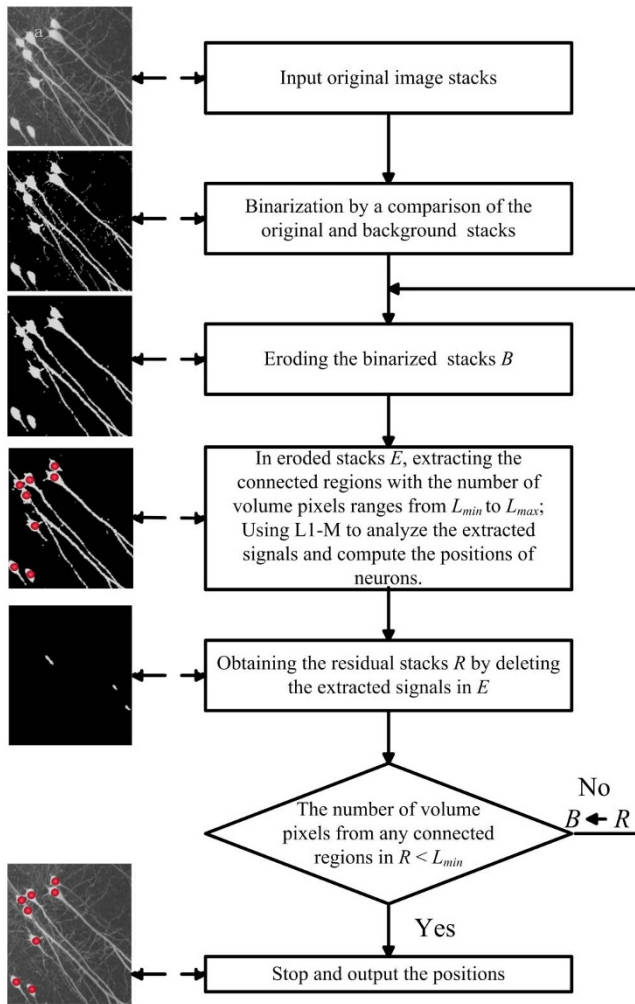 a
Input original image stacks
Binarization by a comparison of the
original and background stacks
Eroding the binarized stacks B
In eroded stacks E, extracting the
connected regions with the number of
volume pixels ranges from Lmin to Lmax;
Using L1-M to analyze the extracted
signals and compute the positions of
neurons.
Obtaining the residual stacks R by deleting
the extracted signals in E
The number of volume
pixels from any connected
regions in R < Lmin
No
B ← R
Yes
Stop and output the positions